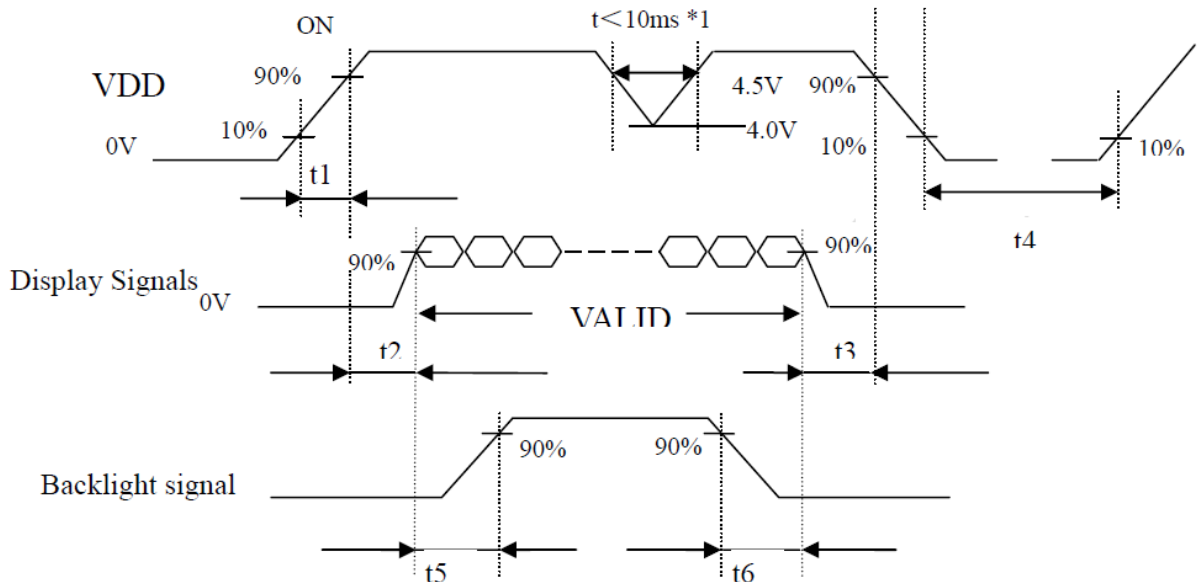 ON
t<10ms *1
90%
VDD
4.5V
90%
10%
4.0V
0V
10%
10%
t1
t4
90%
90%
Display Signals
0V
VALID
t2
t3
90%
90%
Backlight signal
t5
t6